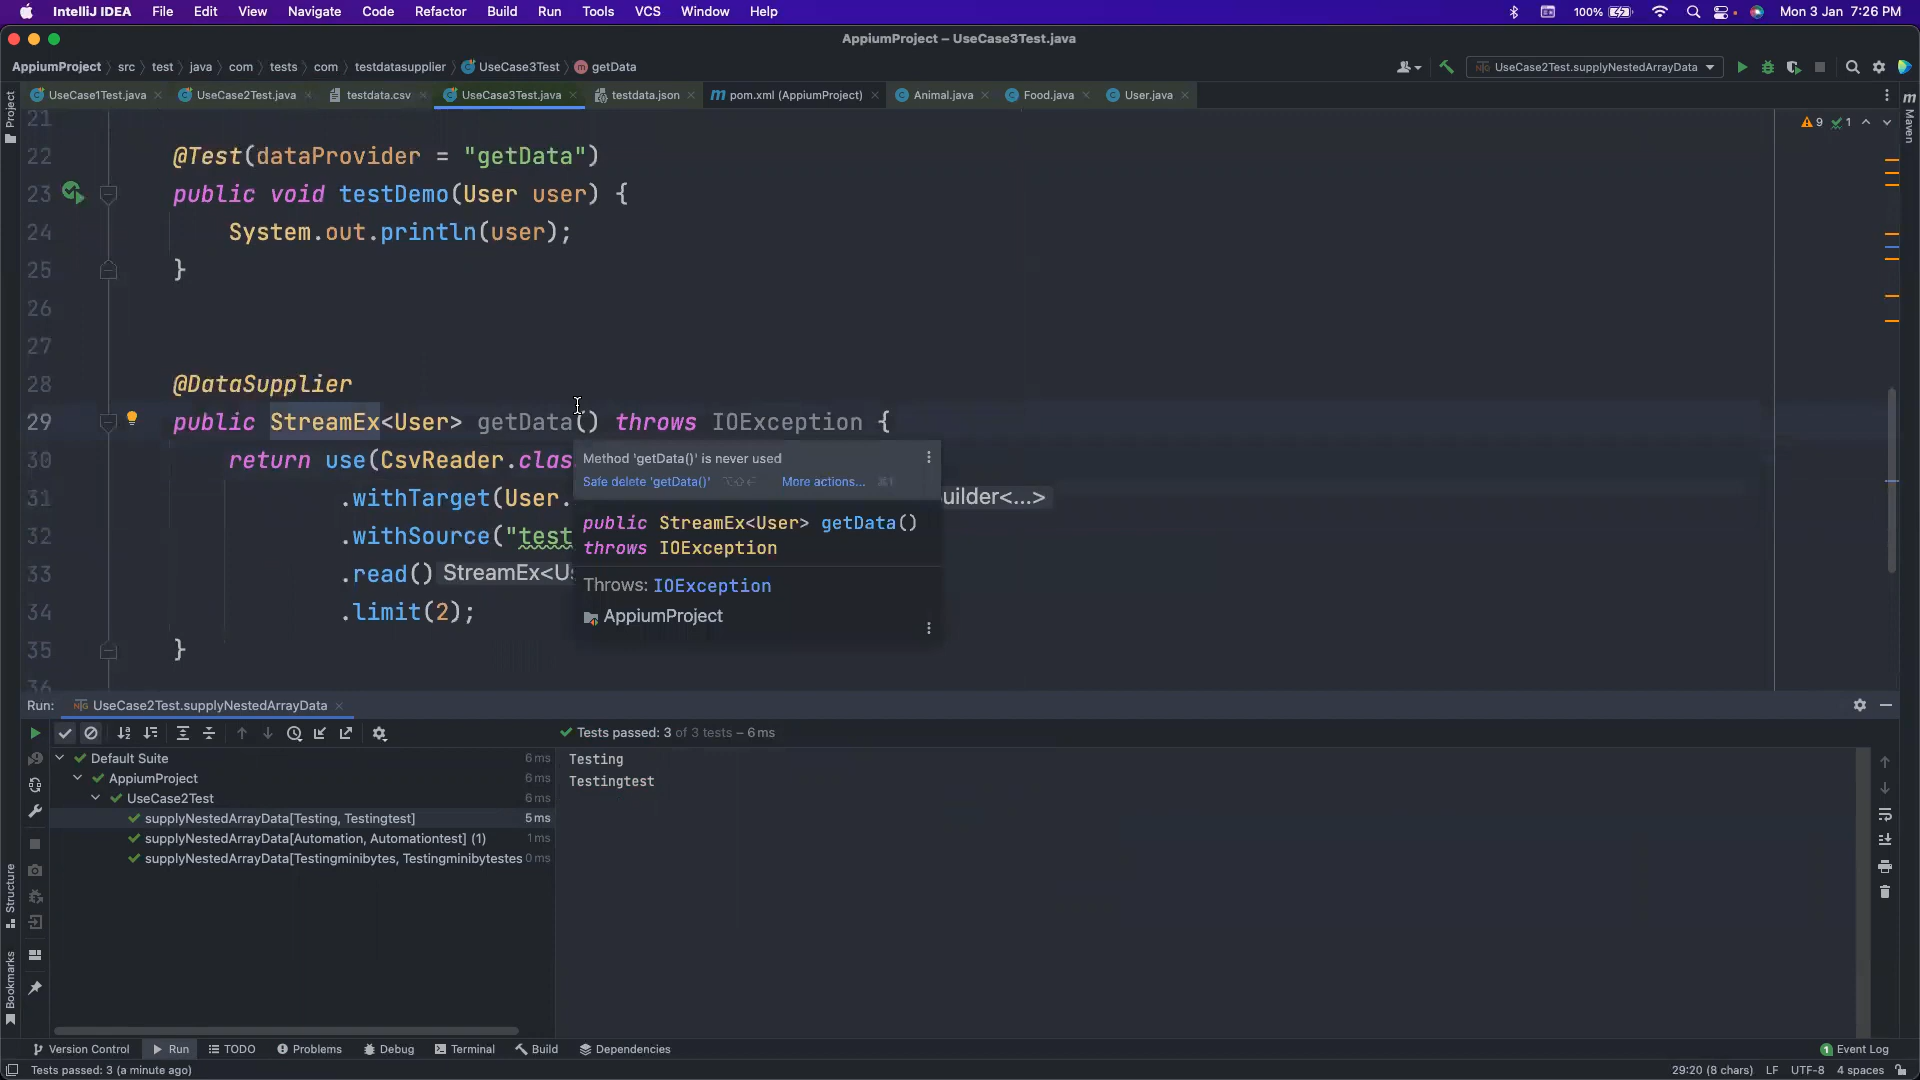 IntelliJ IDEA File Edit View Navigate Code Refactor Build Run Tools VCS Window Help 100% Mon 3 Jan 7:26 PM
AppiumProject – UseCase3Test.java
AppiumProject src test java com tests com testdatasupplier UseCase3Test getData UseCase2Test.supplyNestedArrayData
UseCase1Test.java UseCase2Test.java testdata.csv UseCase3Test.java testdata.json pom.xml (AppiumProject) Animal.java Food.java User.java
Project
Maven
21 9 1
22 @Test(dataProvider = "getData")
23 public void testDemo(User user) {
24 System.out.println(user);
25 }
26
27
28 @DataSupplier
29 public StreamEx<User> getData() throws IOException {
30 return use(CsvReader.clas
31 .withTarget(User. uilder<...>
32 .withSource("test
33 .read() StreamEx<Us
34 .limit(2);
35 }
36
Method 'getData()' is never used
Safe delete 'getData()' More actions...
public StreamEx<User> getData()
throws IOException
Throws: IOException
AppiumProject
Run: UseCase2Test.supplyNestedArrayData
Tests passed: 3 of 3 tests – 6 ms
Default Suite 6 ms
AppiumProject 6 ms
UseCase2Test 6 ms
supplyNestedArrayData[Testing, Testingtest] 5 ms
supplyNestedArrayData[Automation, Automationtest] (1) 1 ms
supplyNestedArrayData[Testingminibytes, Testingminibytestes 0 ms
Testing
Testingtest
Structure
Bookmarks
Version Control Run TODO Problems Debug Terminal Build Dependencies 1 Event Log
Tests passed: 3 (a minute ago) 29:20 (8 chars) LF UTF-8 4 spaces